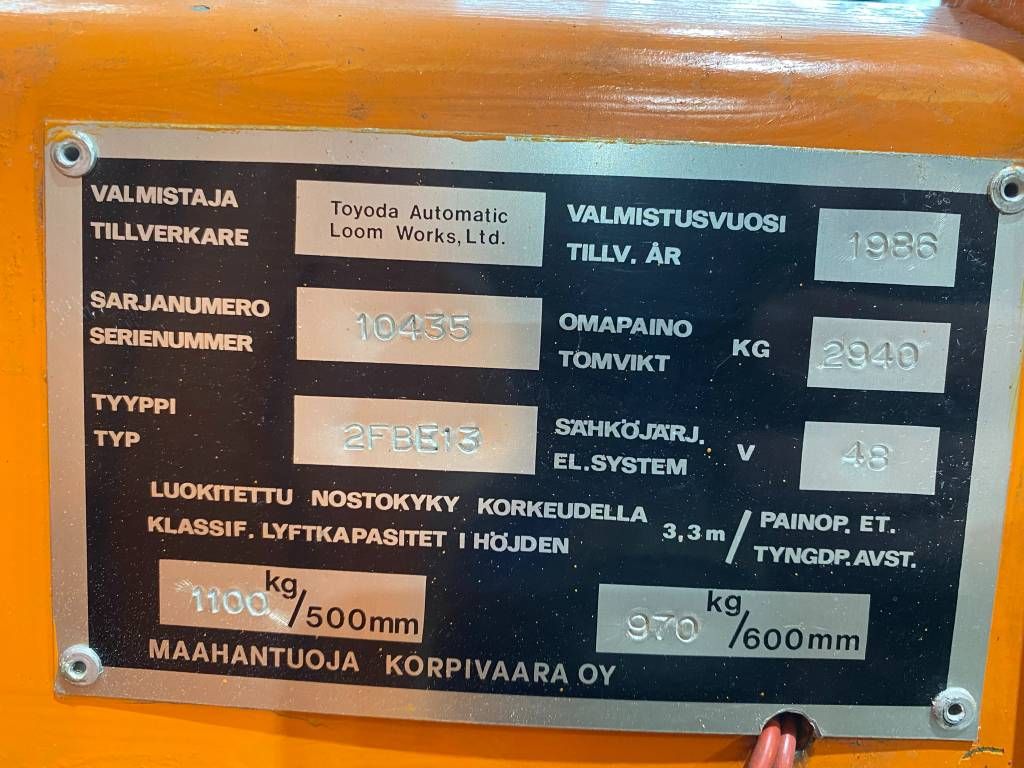 VALMISTAJA
TILLVERKARE
Toyoda Automatic
Loom Works, Ltd.
VALMISTUSVUOSI
TILLV. ÅR
1986
SARJANUMERO
SERIENUMMER
10435
OMAPAINO
TOMVIKT
KG
2940
TYYPPI
TYP
2FBE13
SÄHKÖJÄRJ.
EL.SYSTEM
V
48
LUOKITETTU NOSTOKYKY KORKEUDELLA
KLASSIF. LYFTKAPASITET I HÖJDEN
3,3m /
PAINOP. ET.
TYNGDP. AVST.
1100 kg/500mm
970 kg/600mm
MAAHANTUOJA KORPIVAARA OY